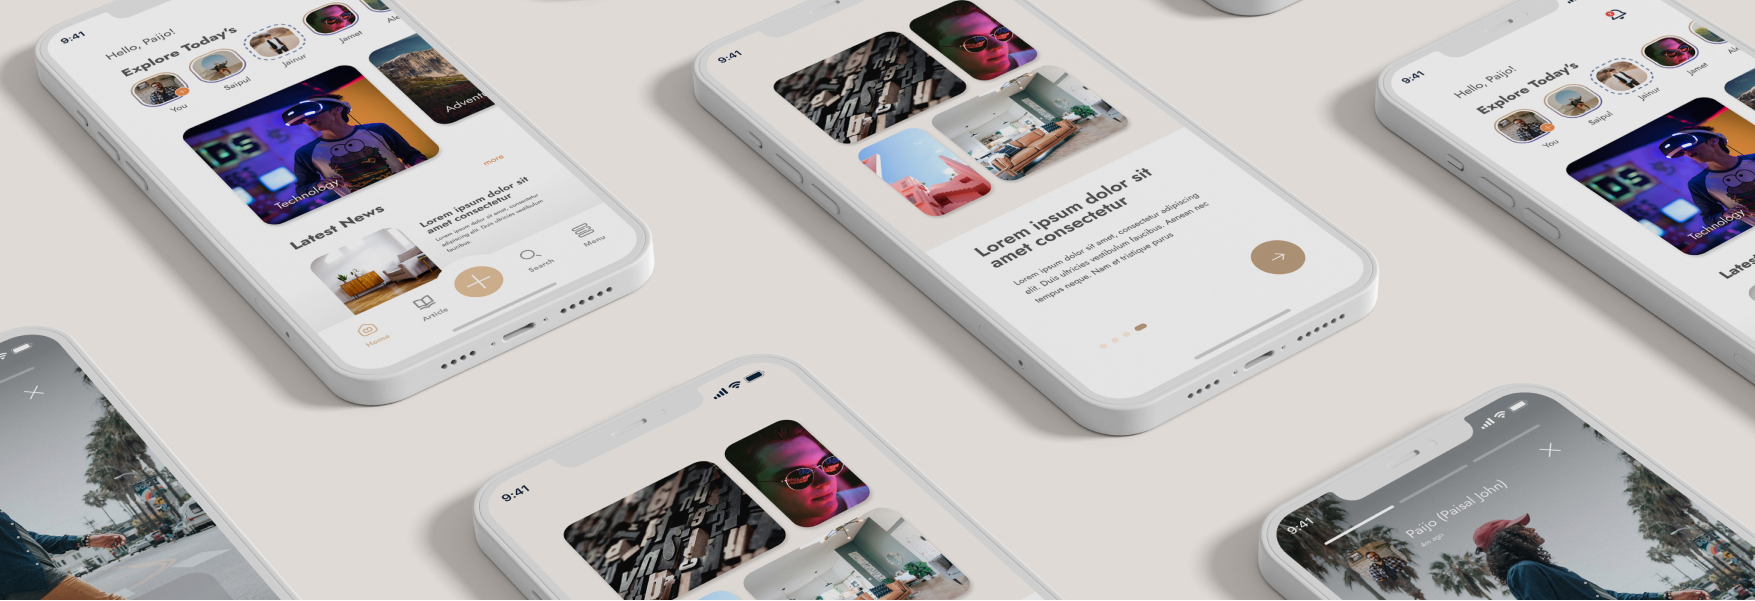 9:41
Hello, Paijo!
Explore Today's
You
Saipul
Jainur
Jamet
Ale
Technology
Advent
more
Latest News
Lorem ipsum dolor sit
amet consectetur
Lorem ipsum dolor sit amet, consectetur
adipiscing elit. Duis ultricies vestibulum
faucibus.
Home
Article
Search
Menu
9:41
Lorem ipsum dolor sit
amet consectetur
Lorem ipsum dolor sit amet, consectetur adipiscing
elit. Duis ultricies vestibulum faucibus. Aenean nec
tempus neque. Nam et tristique purus
9:41
Hello, Paijo!
Explore Today's
You
Saipul
Jainur
Jamet
Ale
Technology
Latest
9:41
9:41
Paijo (Paisal John)
4m ago